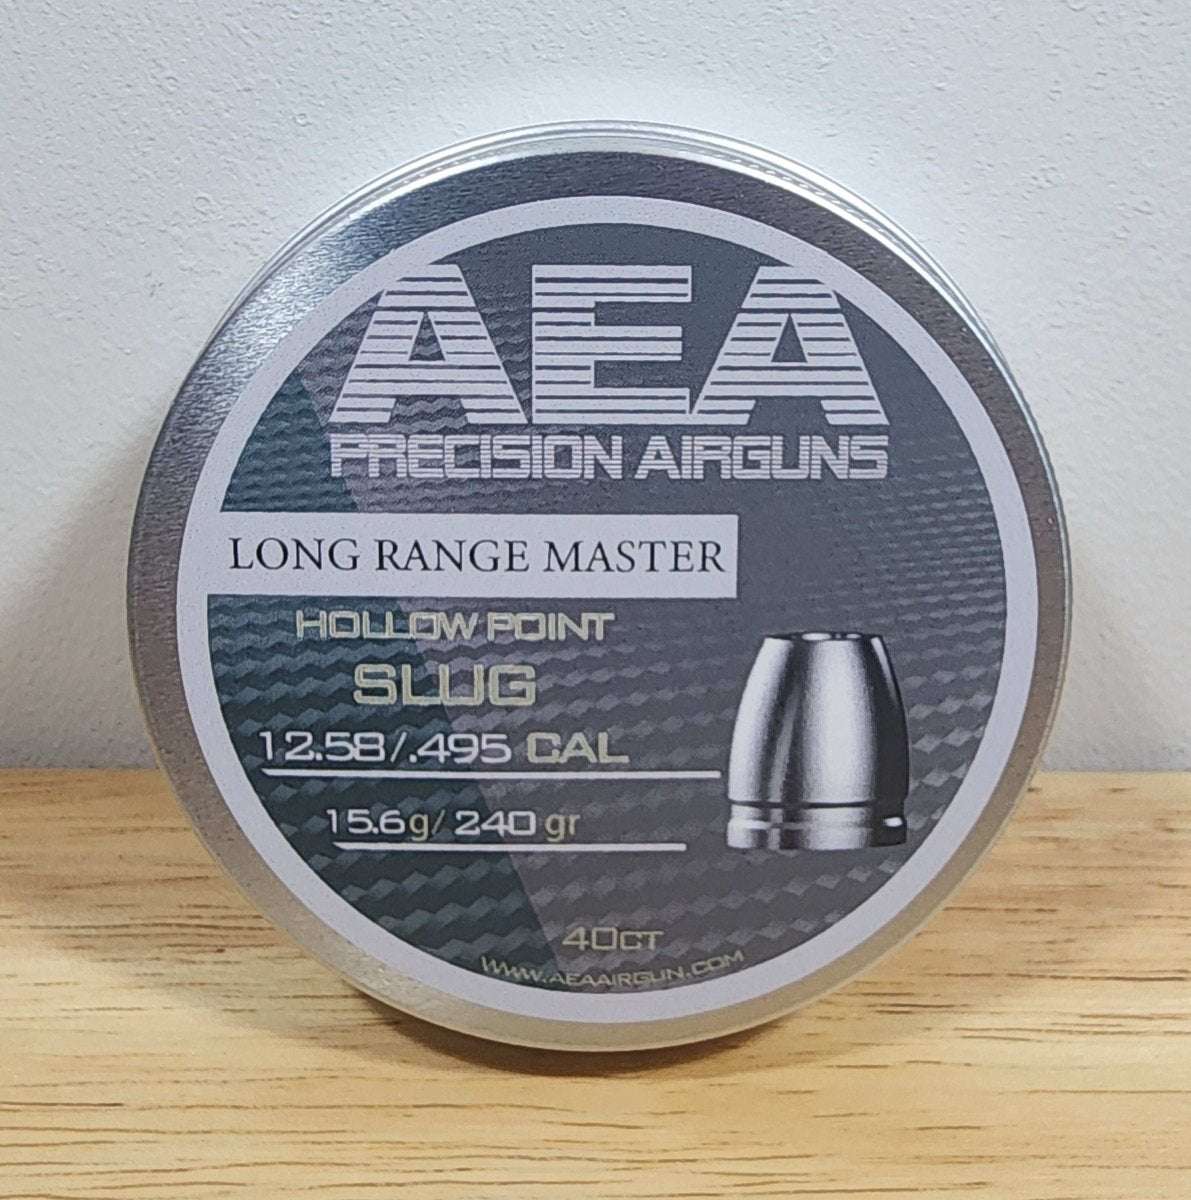 AEA
PRECISION AIRGUNS
LONG RANGE MASTER
HOLLOW POINT
SLUG
12.58/.495 CAL
15.6g/ 240 gr
40CT
WWW.AEAAIRGUN.COM